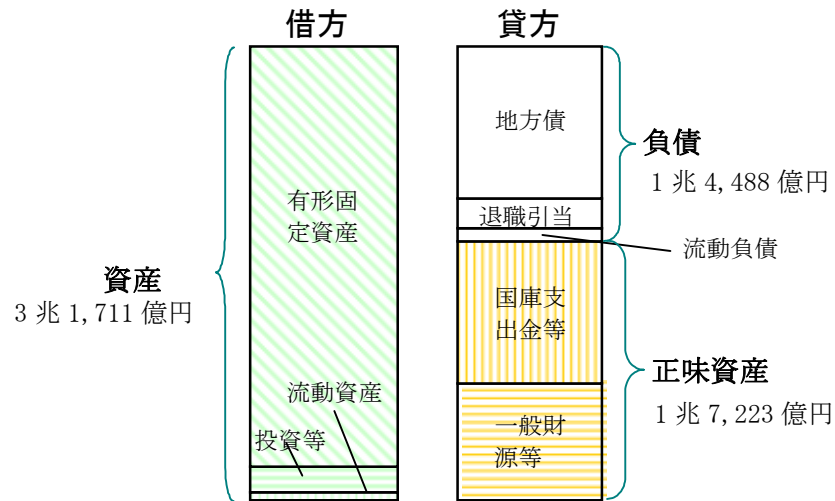 借方
貸方
有形固
定資産
資産
3 兆 1,711 億円
流動資産
投資等
地方債
退職引当
流動負債
負債
1 兆 4,488 億円
国庫支
出金等
一般財
源等
正味資産
1 兆 7,223 億円